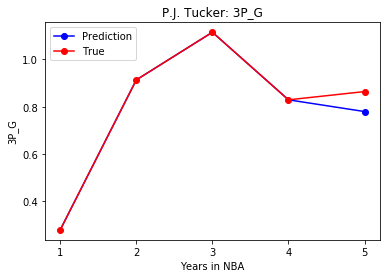 P.J. Tucker: 3P_G
Prediction
True
1.0
0.8
0.6
0.4
3P_G
1 2 3 4 5
Years in NBA